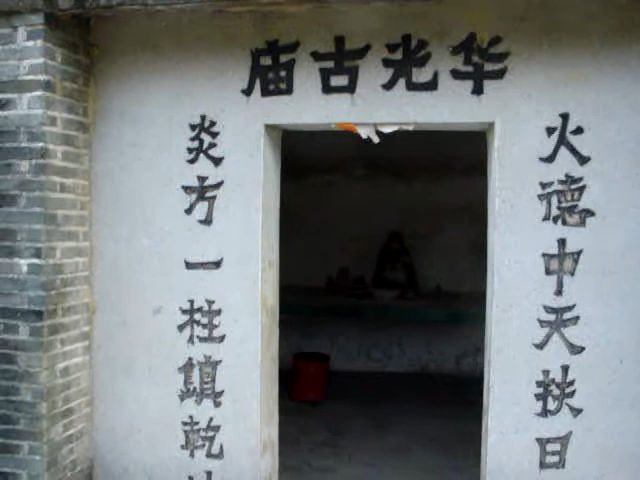 华光古庙
火德中天扶日
炎方一柱鎮乾